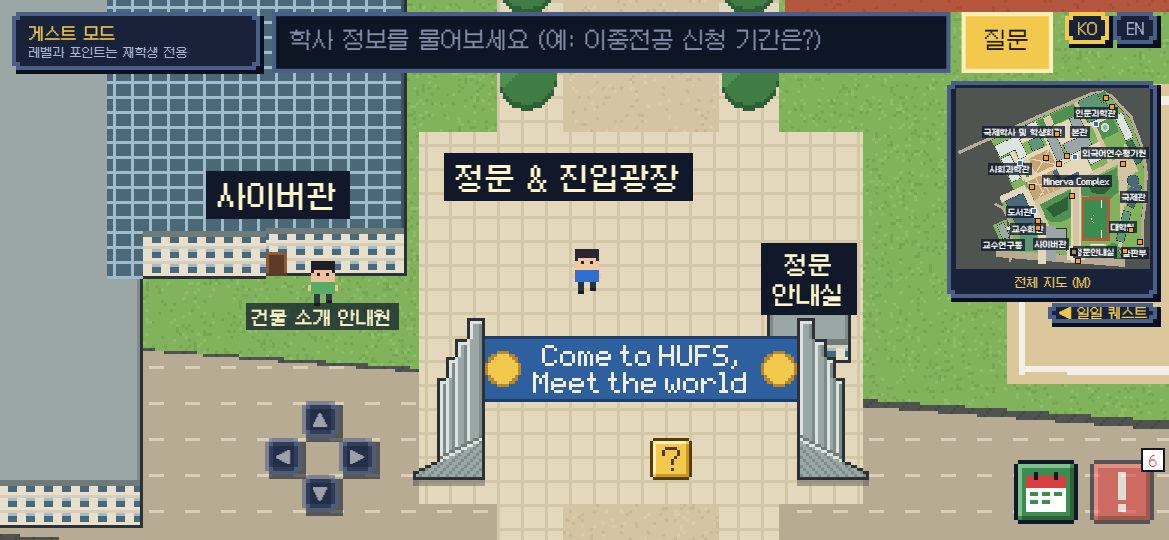 게스트 모드
레벨과 포인트는 재학생 전용
학사 정보를 물어보세요 (예: 이중전공 신청 기간은?)
질문
KO
EN
인문과학관
국제학사 및 학생회관
본관
외국어연수평가원
사회과학관
Minerva Complex
국제관
도서관
교수회관
대학원
교수연구동
사이버관
정문안내실
출판부
전체 지도 (M)
◀ 일일 퀘스트
사이버관
정문 & 진입광장
정문
안내실
건물 소개 안내원
Come to HUFS,
Meet the world
?
!
6